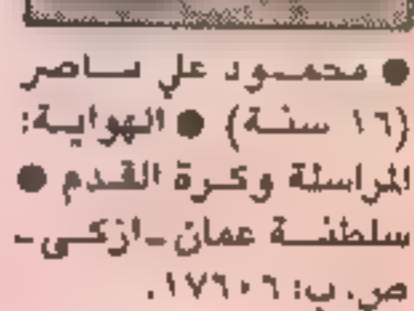 ● محمود علي ناصر
(١٦ سنة) ● الهواية:
المراسلة وكرة القدم ●
سلطنة عمان - ازكي -
ص. ب: ١٧٦٠٦.